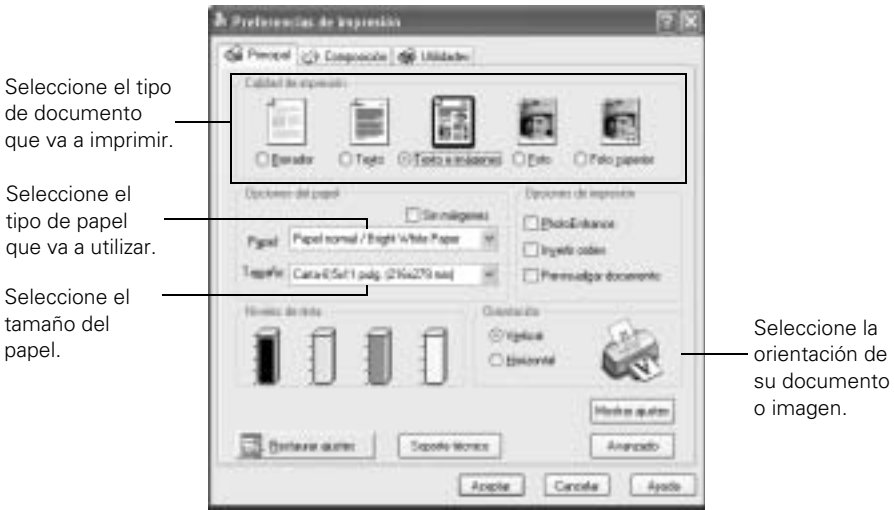 Preferencias de impresión
Principal
Composición
Utilidades
Calidad de impresión
Borrador
Texto
Texto e imágenes
Foto
Foto superior
Opciones del papel
Sin márgenes
Papel
Papel normal / Bright White Paper
Tamaño
Carta 8,5x11 pulg. (216x279 mm)
Opciones de impresión
PhotoEnhance
Invertir orden
Previsualizar documento
Niveles de tinta
Orientación
Vertical
Horizontal
Mostrar ajustes
Restaurar ajustes
Soporte técnico
Avanzado
Aceptar
Cancelar
Ayuda
Seleccione el tipo
de documento
que va a imprimir.
Seleccione el
tipo de papel
que va a utilizar.
Seleccione el
tamaño del
papel.
Seleccione la
orientación de
su documento
o imagen.